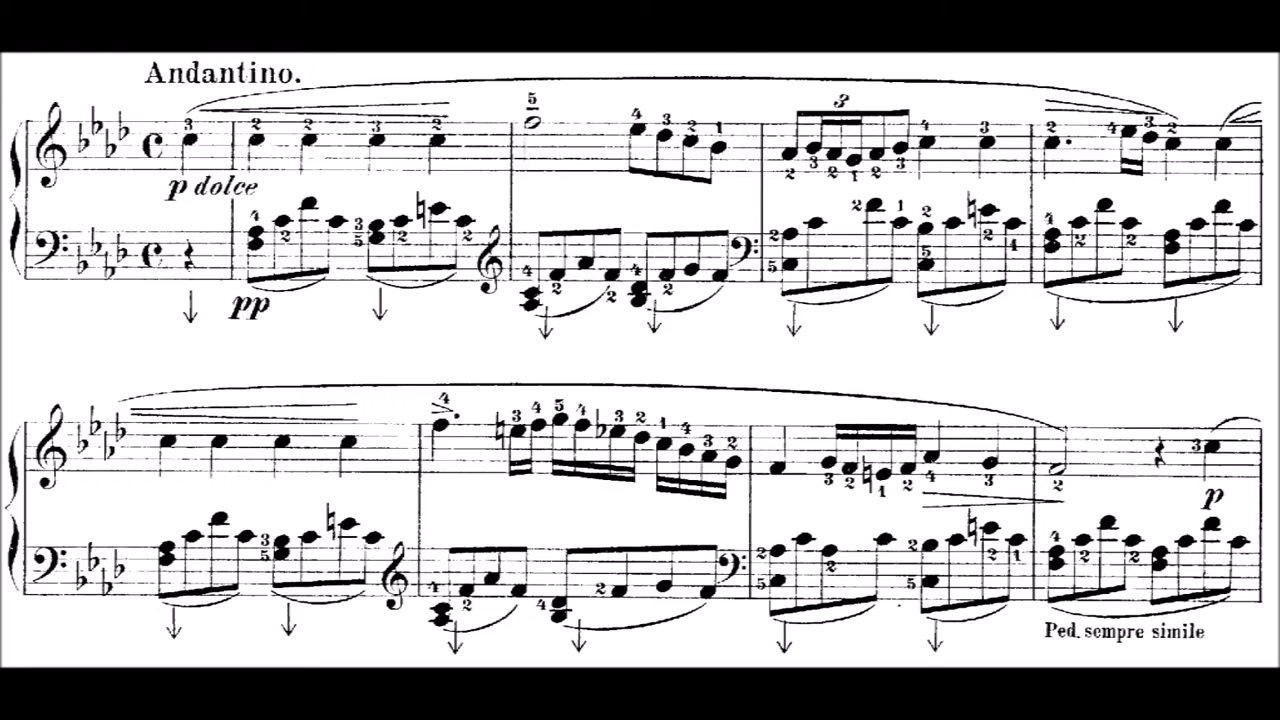 Andantino.
p dolce
pp
p
Ped. sempre simile